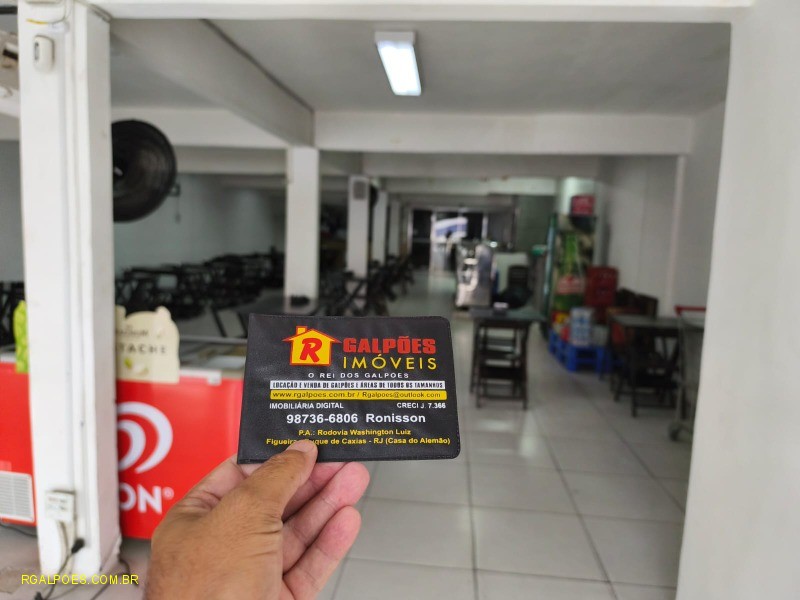 R GALPÕES
IMÓVEIS
O REI DOS GALPÕES
LOCAÇÃO E VENDA DE GALPÕES E ÁREAS DE TODOS OS TAMANHOS
www.rgalpoes.com.br / Rgalpoes@outlook.com
IMOBILIÁRIA DIGITAL CRECI J 7.366
98736-6806 Ronisson
P.A.: Rodovia Washington Luiz
Figueira Duque de Caxias - RJ (Casa do Alemão)
TACHE
ON®
RGALPOES.COM.BR